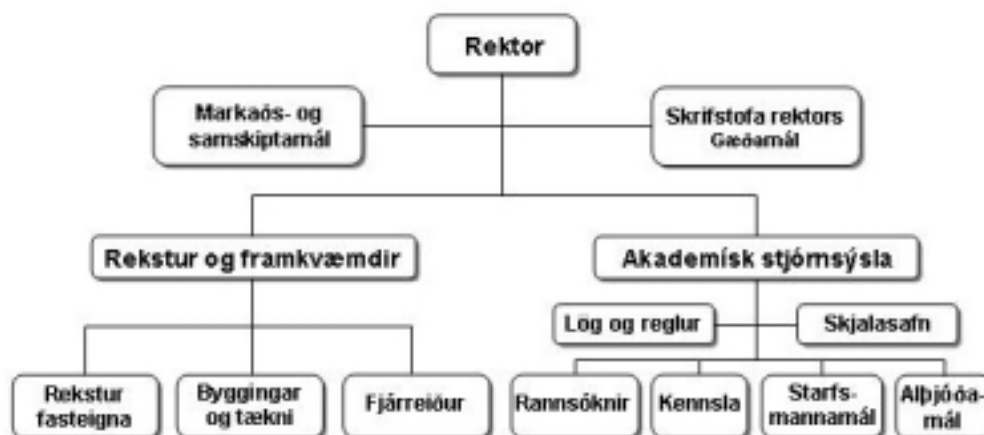 Rektor
Markaðs- og
samskiptamál
Skrifstofa rektors
Gæðamál
Rekstur og framkvæmdir
Akademísk stjórnsýsla
Lög og reglur
Skjalasafn
Rekstur
fasteigna
Byggingar
og tækni
Fjárreiður
Rannsóknir
Kennsla
Starfs-
mannamál
Alþjóða-
mál